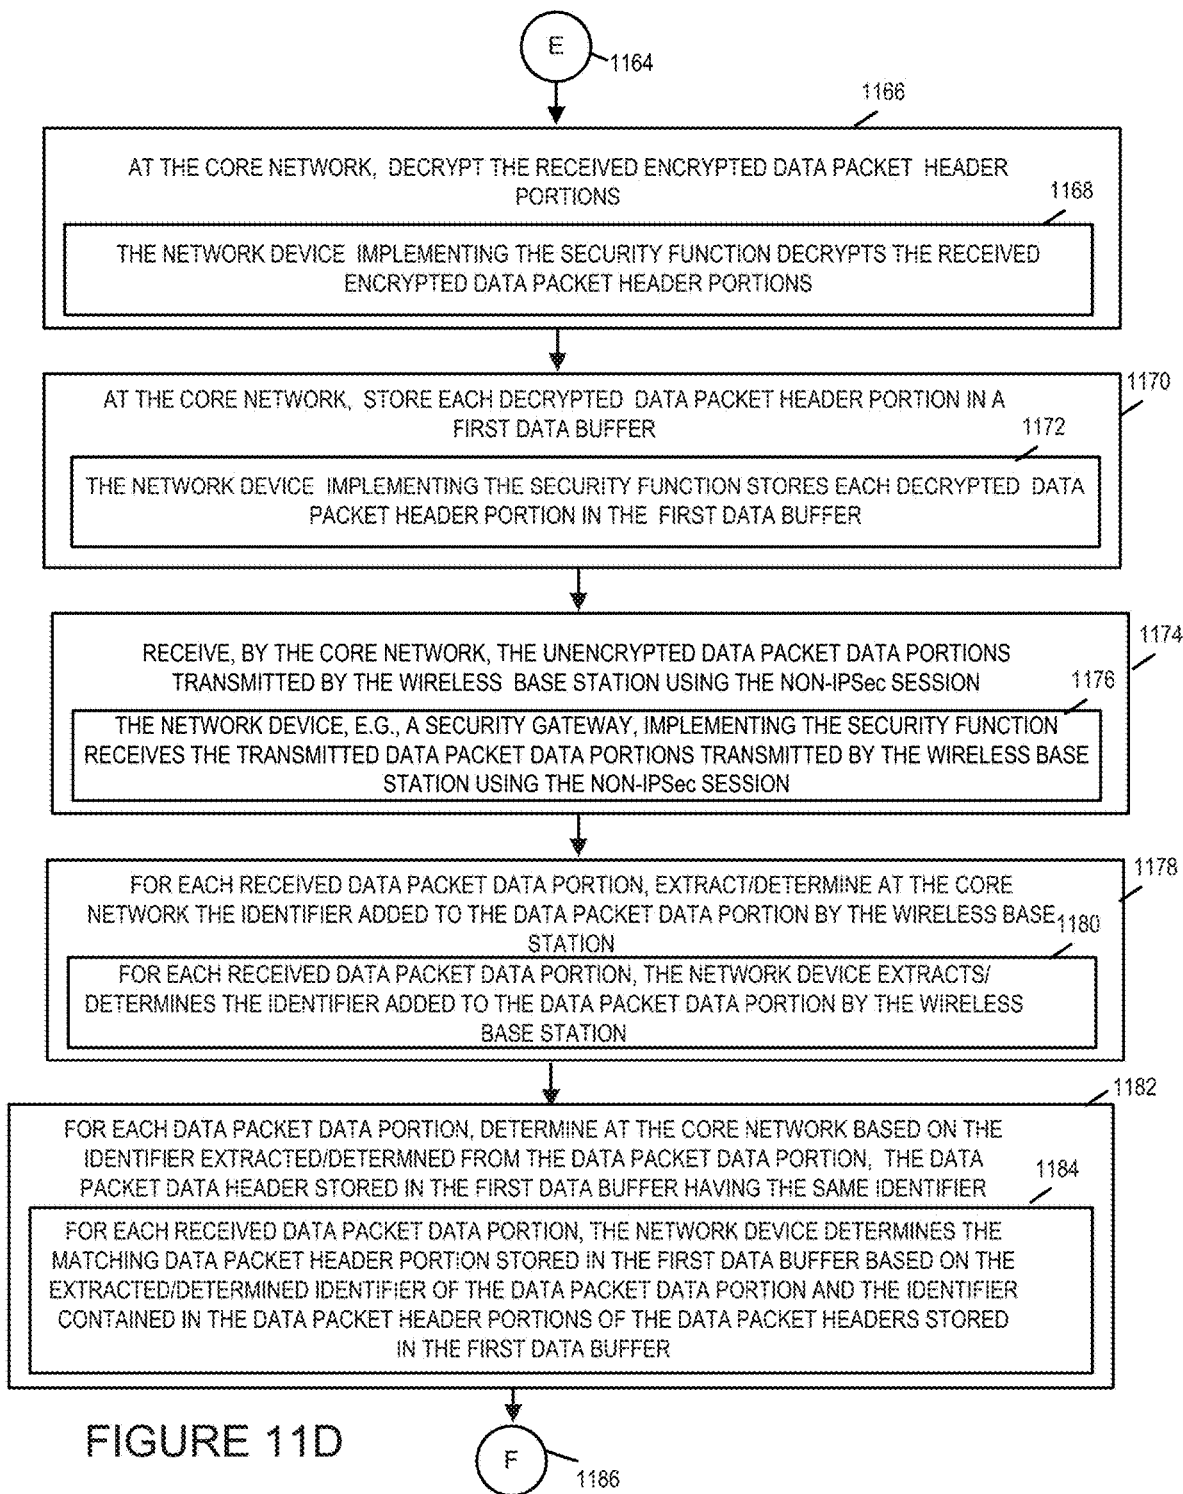 E
1164
1166
AT THE CORE NETWORK, DECRYPT THE RECEIVED ENCRYPTED DATA PACKET HEADER
PORTIONS
1168
THE NETWORK DEVICE IMPLEMENTING THE SECURITY FUNCTION DECRYPTS THE RECEIVED
ENCRYPTED DATA PACKET HEADER PORTIONS
1170
AT THE CORE NETWORK, STORE EACH DECRYPTED DATA PACKET HEADER PORTION IN A
FIRST DATA BUFFER
1172
THE NETWORK DEVICE IMPLEMENTING THE SECURITY FUNCTION STORES EACH DECRYPTED DATA
PACKET HEADER PORTION IN THE FIRST DATA BUFFER
1174
RECEIVE, BY THE CORE NETWORK, THE UNENCRYPTED DATA PACKET DATA PORTIONS
TRANSMITTED BY THE WIRELESS BASE STATION USING THE NON-IPSec SESSION
1176
THE NETWORK DEVICE, E.G., A SECURITY GATEWAY, IMPLEMENTING THE SECURITY FUNCTION
RECEIVES THE TRANSMITTED DATA PACKET DATA PORTIONS TRANSMITTED BY THE WIRELESS BASE
STATION USING THE NON-IPSec SESSION
1178
FOR EACH RECEIVED DATA PACKET DATA PORTION, EXTRACT/DETERMINE AT THE CORE
NETWORK THE IDENTIFIER ADDED TO THE DATA PACKET DATA PORTION BY THE WIRELESS BASE
STATION
1180
FOR EACH RECEIVED DATA PACKET DATA PORTION, THE NETWORK DEVICE EXTRACTS/
DETERMINES THE IDENTIFIER ADDED TO THE DATA PACKET DATA PORTION BY THE WIRELESS
BASE STATION
1182
FOR EACH DATA PACKET DATA PORTION, DETERMINE AT THE CORE NETWORK BASED ON THE
IDENTIFIER EXTRACTED/DETERMNED FROM THE DATA PACKET DATA PORTION, THE DATA
PACKET DATA HEADER STORED IN THE FIRST DATA BUFFER HAVING THE SAME IDENTIFIER
1184
FOR EACH RECEIVED DATA PACKET DATA PORTION, THE NETWORK DEVICE DETERMINES THE
MATCHING DATA PACKET HEADER PORTION STORED IN THE FIRST DATA BUFFER BASED ON THE
EXTRACTED/DETERMINED IDENTIFIER OF THE DATA PACKET DATA PORTION AND THE IDENTIFIER
CONTAINED IN THE DATA PACKET HEADER PORTIONS OF THE DATA PACKET HEADERS STORED
IN THE FIRST DATA BUFFER
FIGURE 11D
F
1186